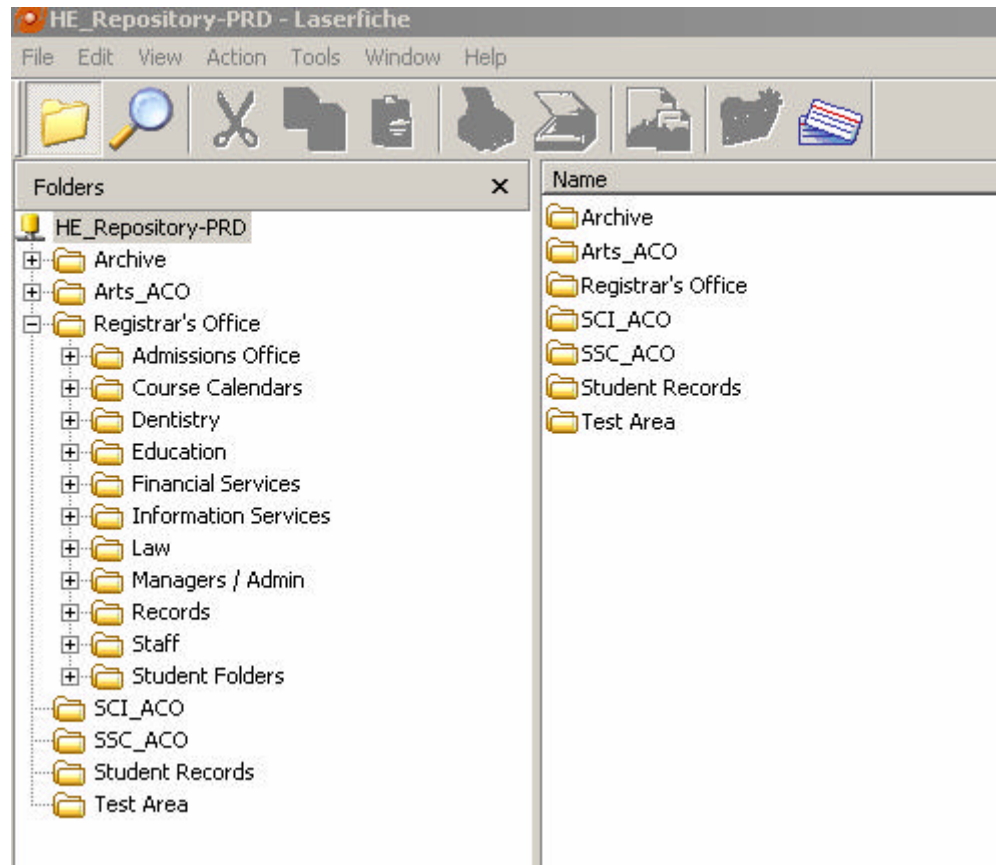 HE_Repository-PRD - Laserfiche
File Edit View Action Tools Window Help
Folders
HE_Repository-PRD
Archive
Arts_ACO
Registrar's Office
Admissions Office
Course Calendars
Dentistry
Education
Financial Services
Information Services
Law
Managers / Admin
Records
Staff
Student Folders
SCI_ACO
SSC_ACO
Student Records
Test Area
Name
Archive
Arts_ACO
Registrar's Office
SCI_ACO
SSC_ACO
Student Records
Test Area